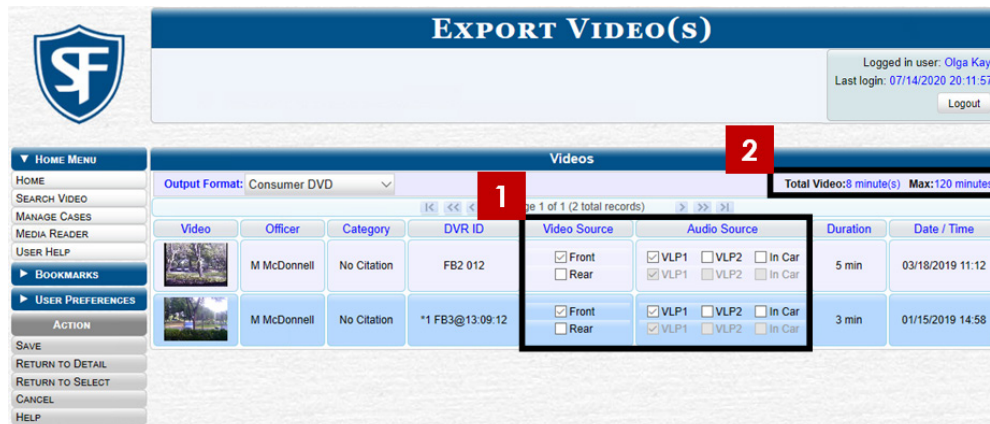 SF
EXPORT VIDEO(S)
Logged in user: Olga Kay
Last login: 07/14/2020 20:11:57
Logout
▼ HOME MENU
HOME
SEARCH VIDEO
MANAGE CASES
MEDIA READER
USER HELP
► BOOKMARKS
► USER PREFERENCES
ACTION
SAVE
RETURN TO DETAIL
RETURN TO SELECT
CANCEL
HELP
Videos
2
Output Format: Consumer DVD
Total Video:8 minute(s) Max:120 minutes
1
|< << < e 1 of 1 (2 total records) > >> >|
Video Officer Category DVR ID Video Source Audio Source Duration Date / Time
M McDonnell No Citation FB2 012 Front VLP1 VLP2 In Car 5 min 03/18/2019 11:12
Rear VLP1 VLP2 In Car
M McDonnell No Citation *1 FB3@13:09:12 Front VLP1 VLP2 In Car 3 min 01/15/2019 14:58
Rear VLP1 VLP2 In Car